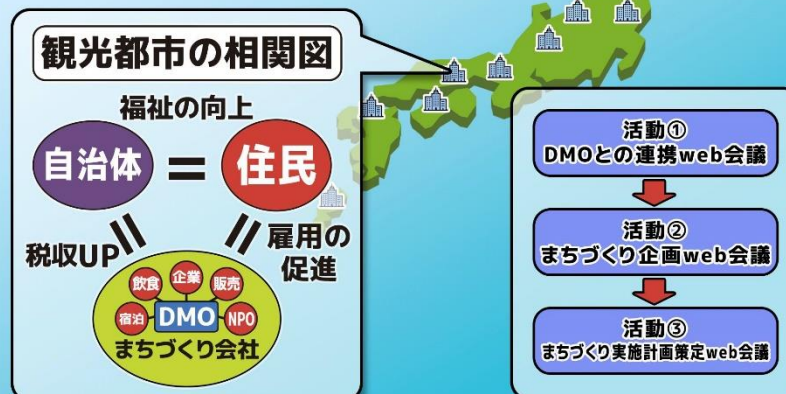 観光都市の相関図
福祉の向上
自治体 = 住民
税収UP
雇用の
促進
飲食 企業 販売
宿泊 DMO NPO
まちづくり会社
活動①
DMOとの連携web会議
活動②
まちづくり企画web会議
活動③
まちづくり実施計画策定web会議